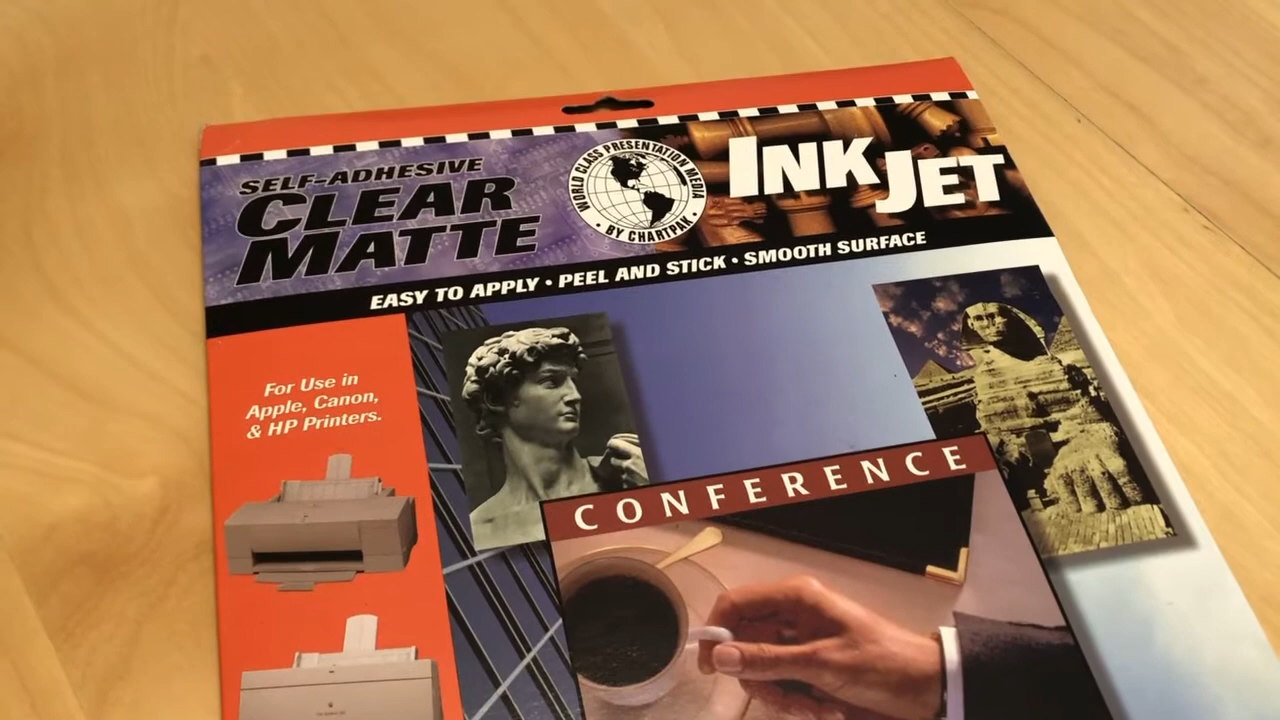 SELF-ADHESIVE
CLEAR
MATTE
WORLD CLASS PRESENTATION MEDIA
• BY CHARTPAK •
INK JET
EASY TO APPLY • PEEL AND STICK • SMOOTH SURFACE
For Use in
Apple, Canon,
& HP Printers.
CONFERENCE